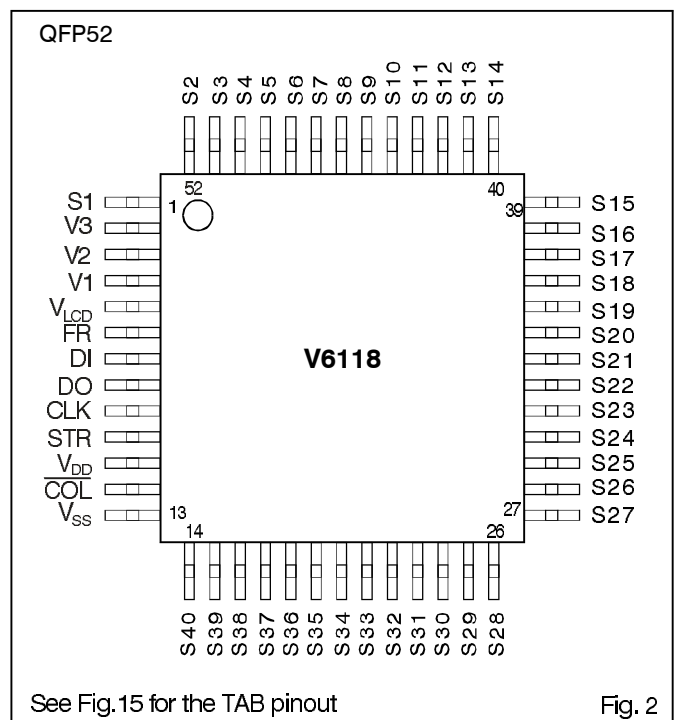 QFP52
S2 S3 S4 S5 S6 S7 S8 S9 S10 S11 S12 S13 S14
52 40
1 39
S1 S15
V3 S16
V2 S17
V1 S18
VLCD S19
FR S20
DI V6118 S21
DO S22
CLK S23
STR S24
VDD S25
COL S26
VSS 13 27 S27
14 26
S40 S39 S38 S37 S36 S35 S34 S33 S32 S31 S30 S29 S28
See Fig.15 for the TAB pinout Fig. 2